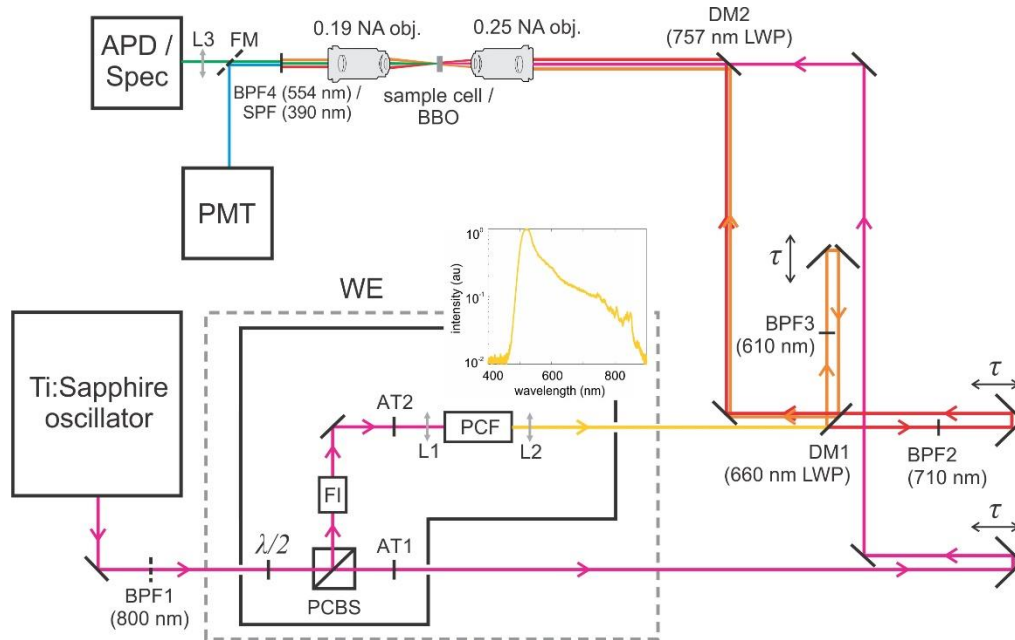 APD /
Spec
L3
FM
0.19 NA obj.
0.25 NA obj.
DM2
(757 nm LWP)
BPF4 (554 nm) /
SPF (390 nm)
sample cell /
BBO
PMT
τ
BPF3
(610 nm)
WE
10⁰
10⁻¹
10⁻²
intensity (au)
400
600
800
wavelength (nm)
Ti:Sapphire
oscillator
AT2
L1
PCF
L2
τ
DM1
(660 nm LWP)
BPF2
(710 nm)
FI
τ
λ/2
AT1
PCBS
BPF1
(800 nm)